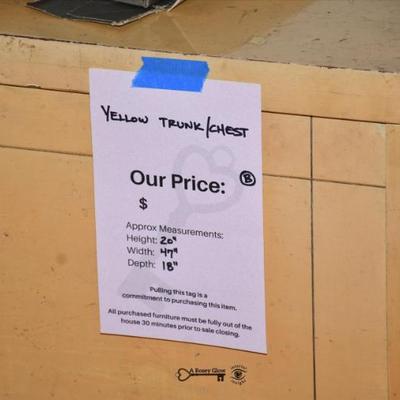 YELLOW TRUNK/CHEST
Our Price: B
$
Approx Measurements:
Height: 20"
Width: 47"
Depth: 18"
Pulling this tag is a
commitment to purchasing this item.
All purchased furniture must be fully out of the
house 30 minutes prior to sale closing.
A Rosey Glow